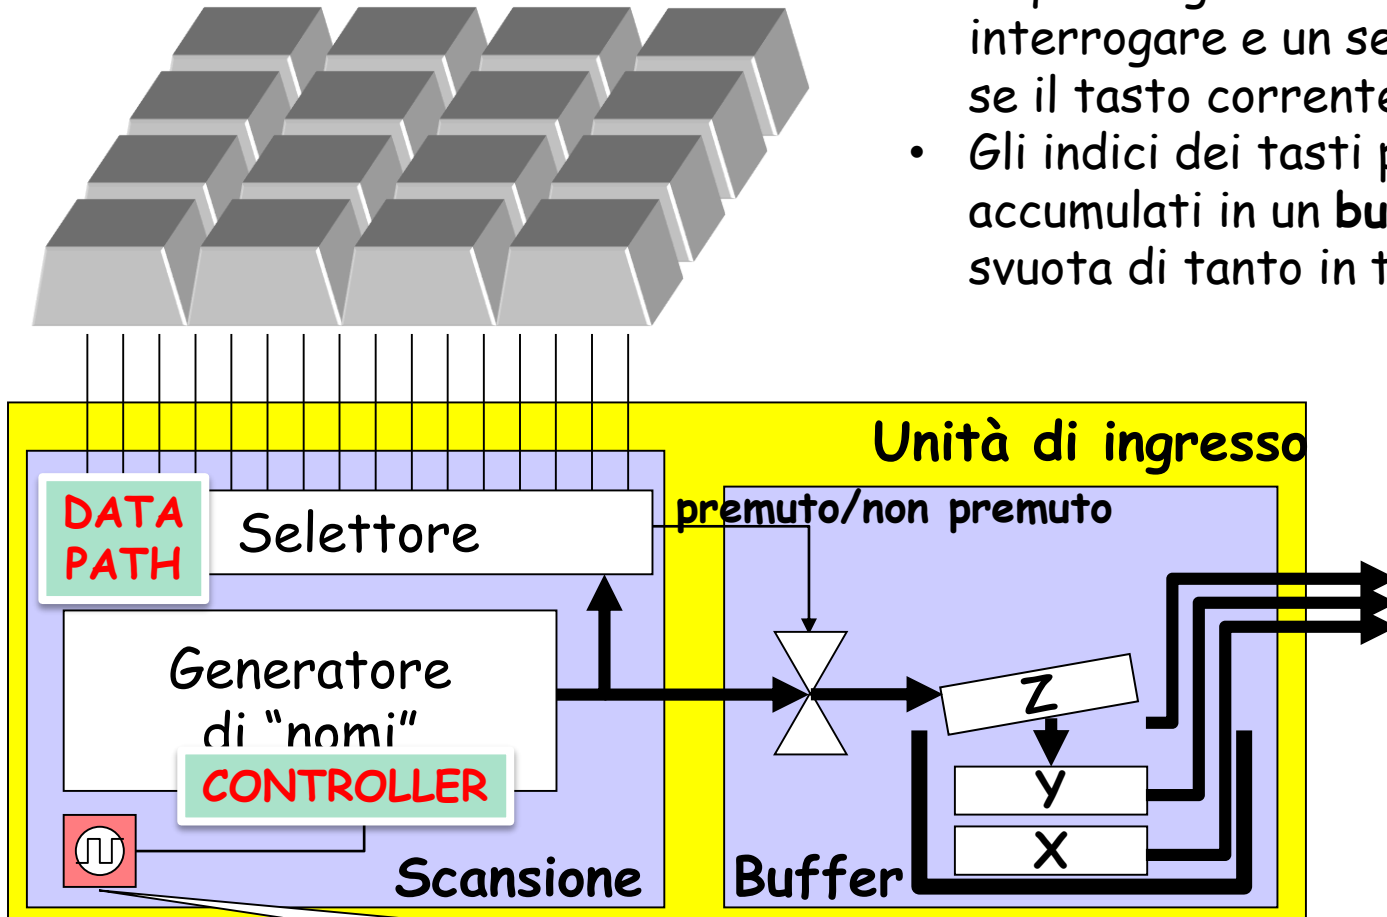 interrogare e un
se il tasto corrente
• Gli indici dei tasti
accumulati in un
svuota di tanto in
Unità di ingresso
premuto/non premuto
DATA
PATH
Selettore
Generatore
di “nomi”
CONTROLLER
Scansione
Buffer
Z
Y
X